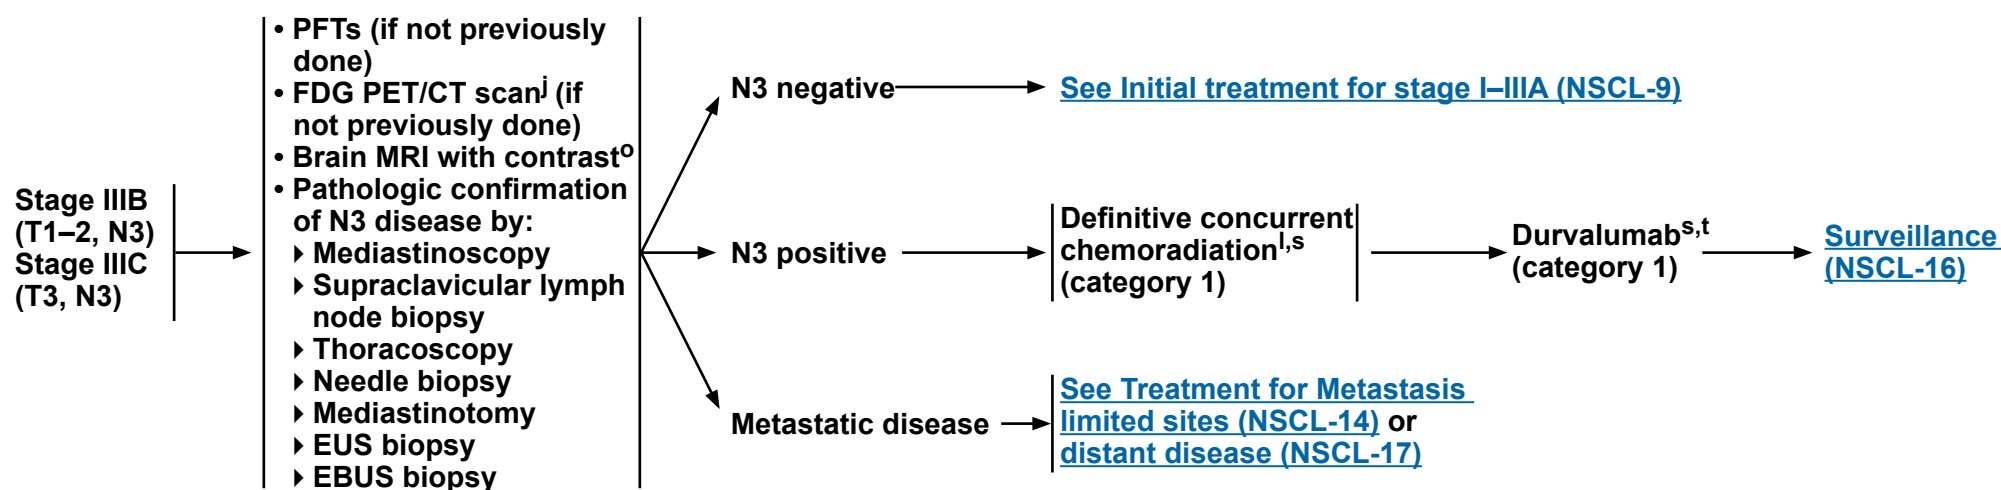 Stage IIIB
(T1–2, N3)
Stage IIIC
(T3, N3)
• PFTs (if not previously
done)
• FDG PET/CT scanj (if
not previously done)
• Brain MRI with contrasto
• Pathologic confirmation
of N3 disease by:
▸ Mediastinoscopy
▸ Supraclavicular lymph
node biopsy
▸ Thoracoscopy
▸ Needle biopsy
▸ Mediastinotomy
▸ EUS biopsy
▸ EBUS biopsy
N3 negative
See Initial treatment for stage I–IIIA (NSCL-9)
N3 positive
Definitive concurrent
chemoradiationl,s
(category 1)
Durvalumabs,t
(category 1)
Surveillance
(NSCL-16)
Metastatic disease
See Treatment for Metastasis
limited sites (NSCL-14) or
distant disease (NSCL-17)